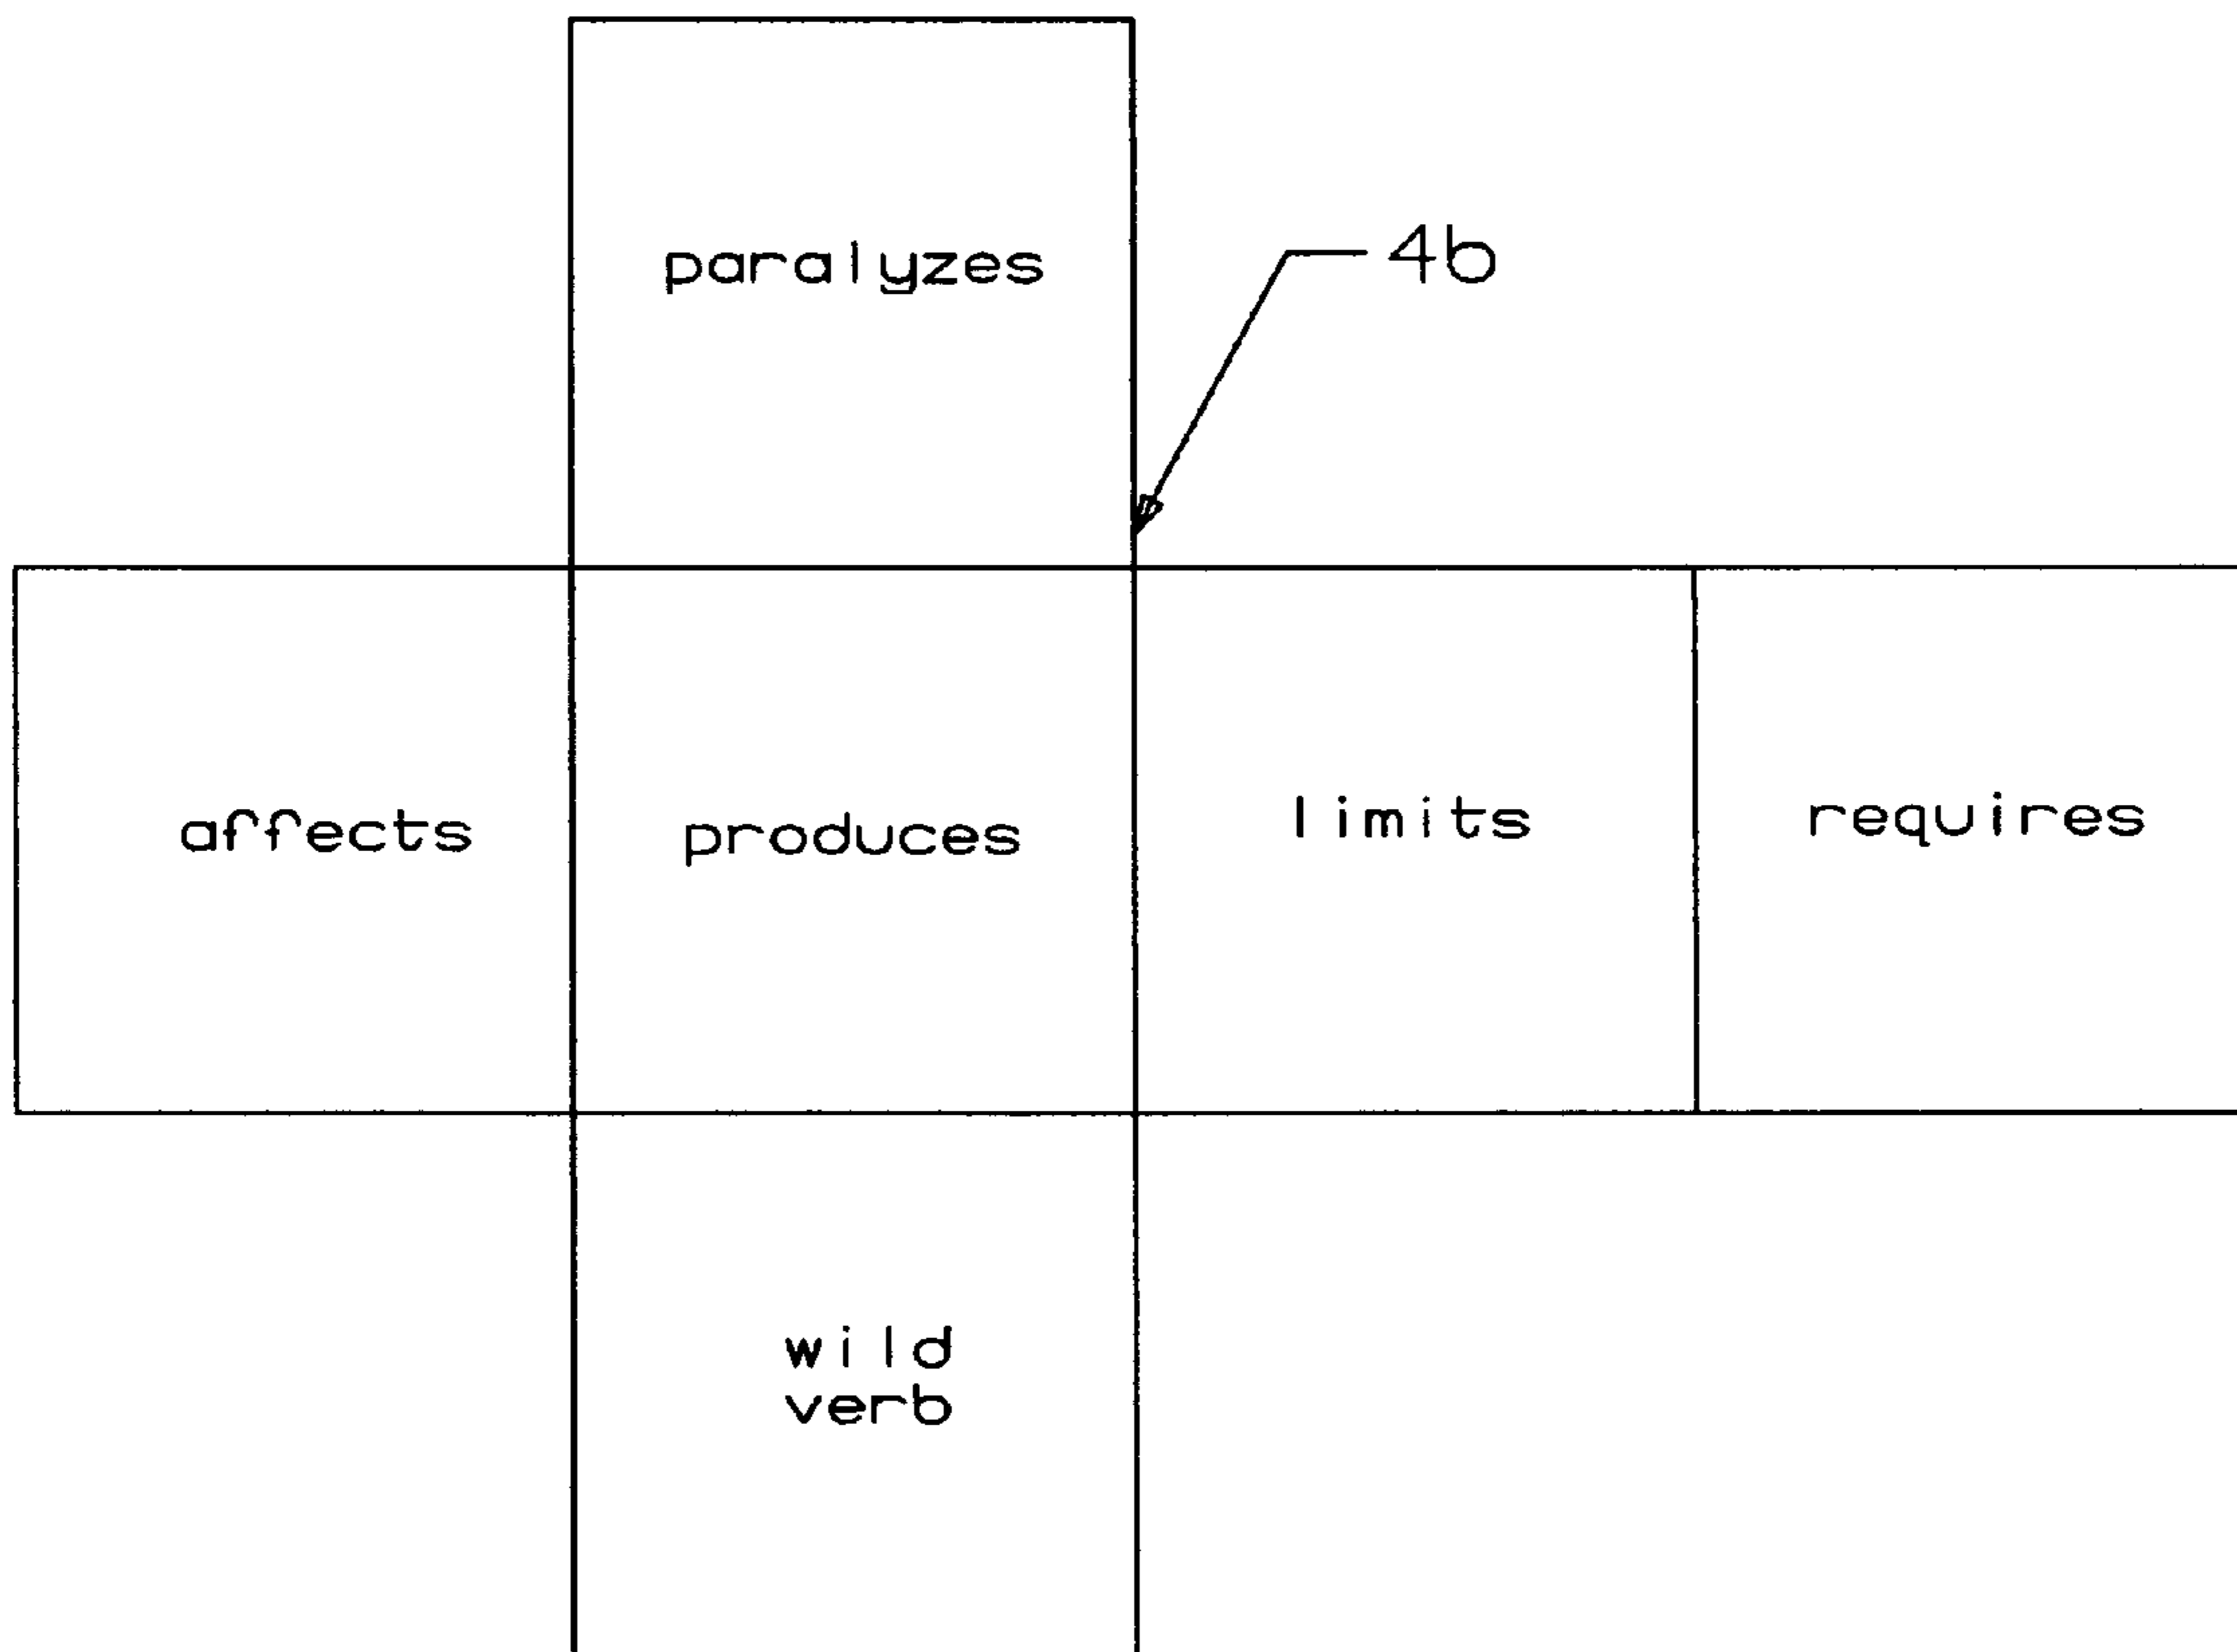 paralyzes
4b
affects
produces
limits
requires
wild
verb